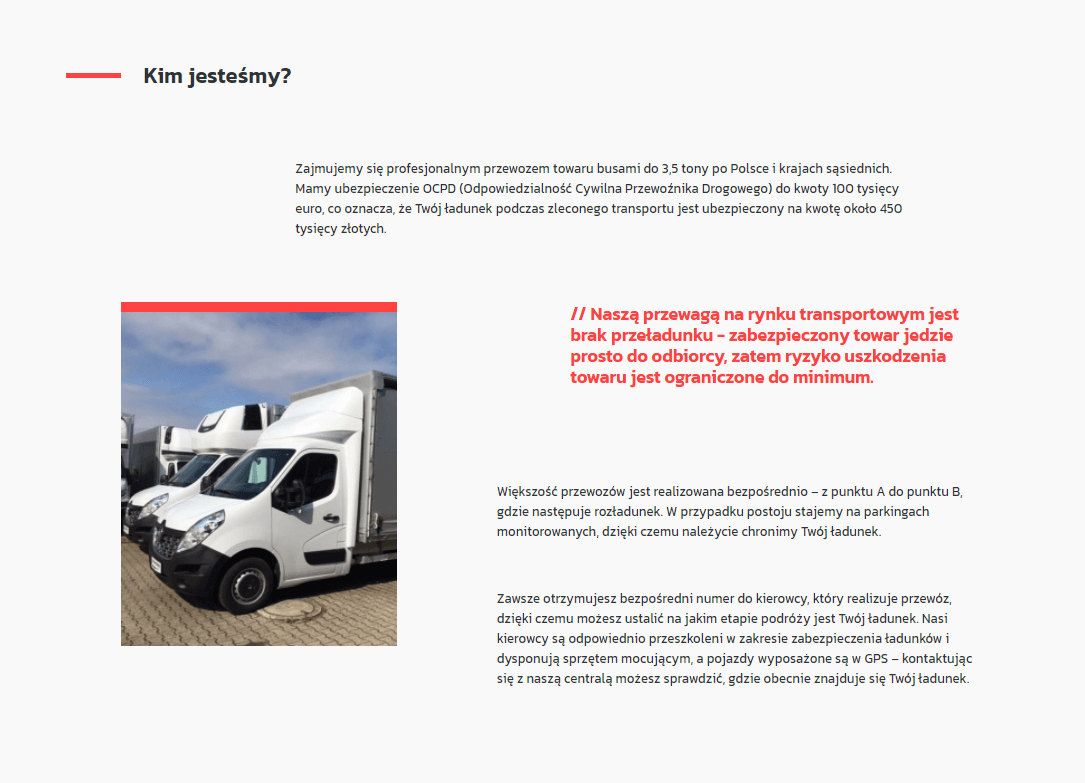 Kim jesteśmy?
Zajmujemy się profesjonalnym przewozem towaru busami do 3,5 tony po Polsce i krajach sąsiednich.
Mamy ubezpieczenie OCPD (Odpowiedzialność Cywilna Przewoźnika Drogowego) do kwoty 100 tysięcy
euro, co oznacza, że Twój ładunek podczas zleconego transportu jest ubezpieczony na kwotę około 450
tysięcy złotych.
// Naszą przewagą na rynku transportowym jest
brak przeładunku - zabezpieczony towar jedzie
prosto do odbiorcy, zatem ryzyko uszkodzenia
towaru jest ograniczone do minimum.
Większość przewozów jest realizowana bezpośrednio – z punktu A do punktu B,
gdzie następuje rozładunek. W przypadku postoju stajemy na parkingach
monitorowanych, dzięki czemu należycie chronimy Twój ładunek.
Zawsze otrzymujesz bezpośredni numer do kierowcy, który realizuje przewóz,
dzięki czemu możesz ustalić na jakim etapie podróży jest Twój ładunek. Nasi
kierowcy są odpowiednio przeszkoleni w zakresie zabezpieczenia ładunków i
dysponują sprzętem mocującym, a pojazdy wyposażone są w GPS – kontaktując
się z naszą centralą możesz sprawdzić, gdzie obecnie znajduje się Twój ładunek.